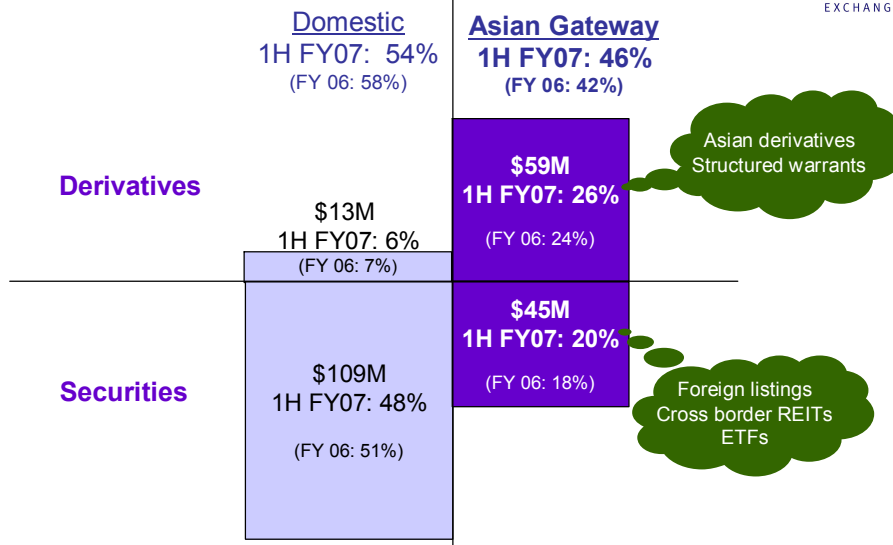 EXCHANG
Domestic
1H FY07: 54%
(FY 06: 58%)
Asian Gateway
1H FY07: 46%
(FY 06: 42%)
Derivatives
$13M
1H FY07: 6%
(FY 06: 7%)
$59M
1H FY07: 26%
(FY 06: 24%)
Asian derivatives
Structured warrants
Securities
$109M
1H FY07: 48%
(FY 06: 51%)
$45M
1H FY07: 20%
(FY 06: 18%)
Foreign listings
Cross border REITs
ETFs